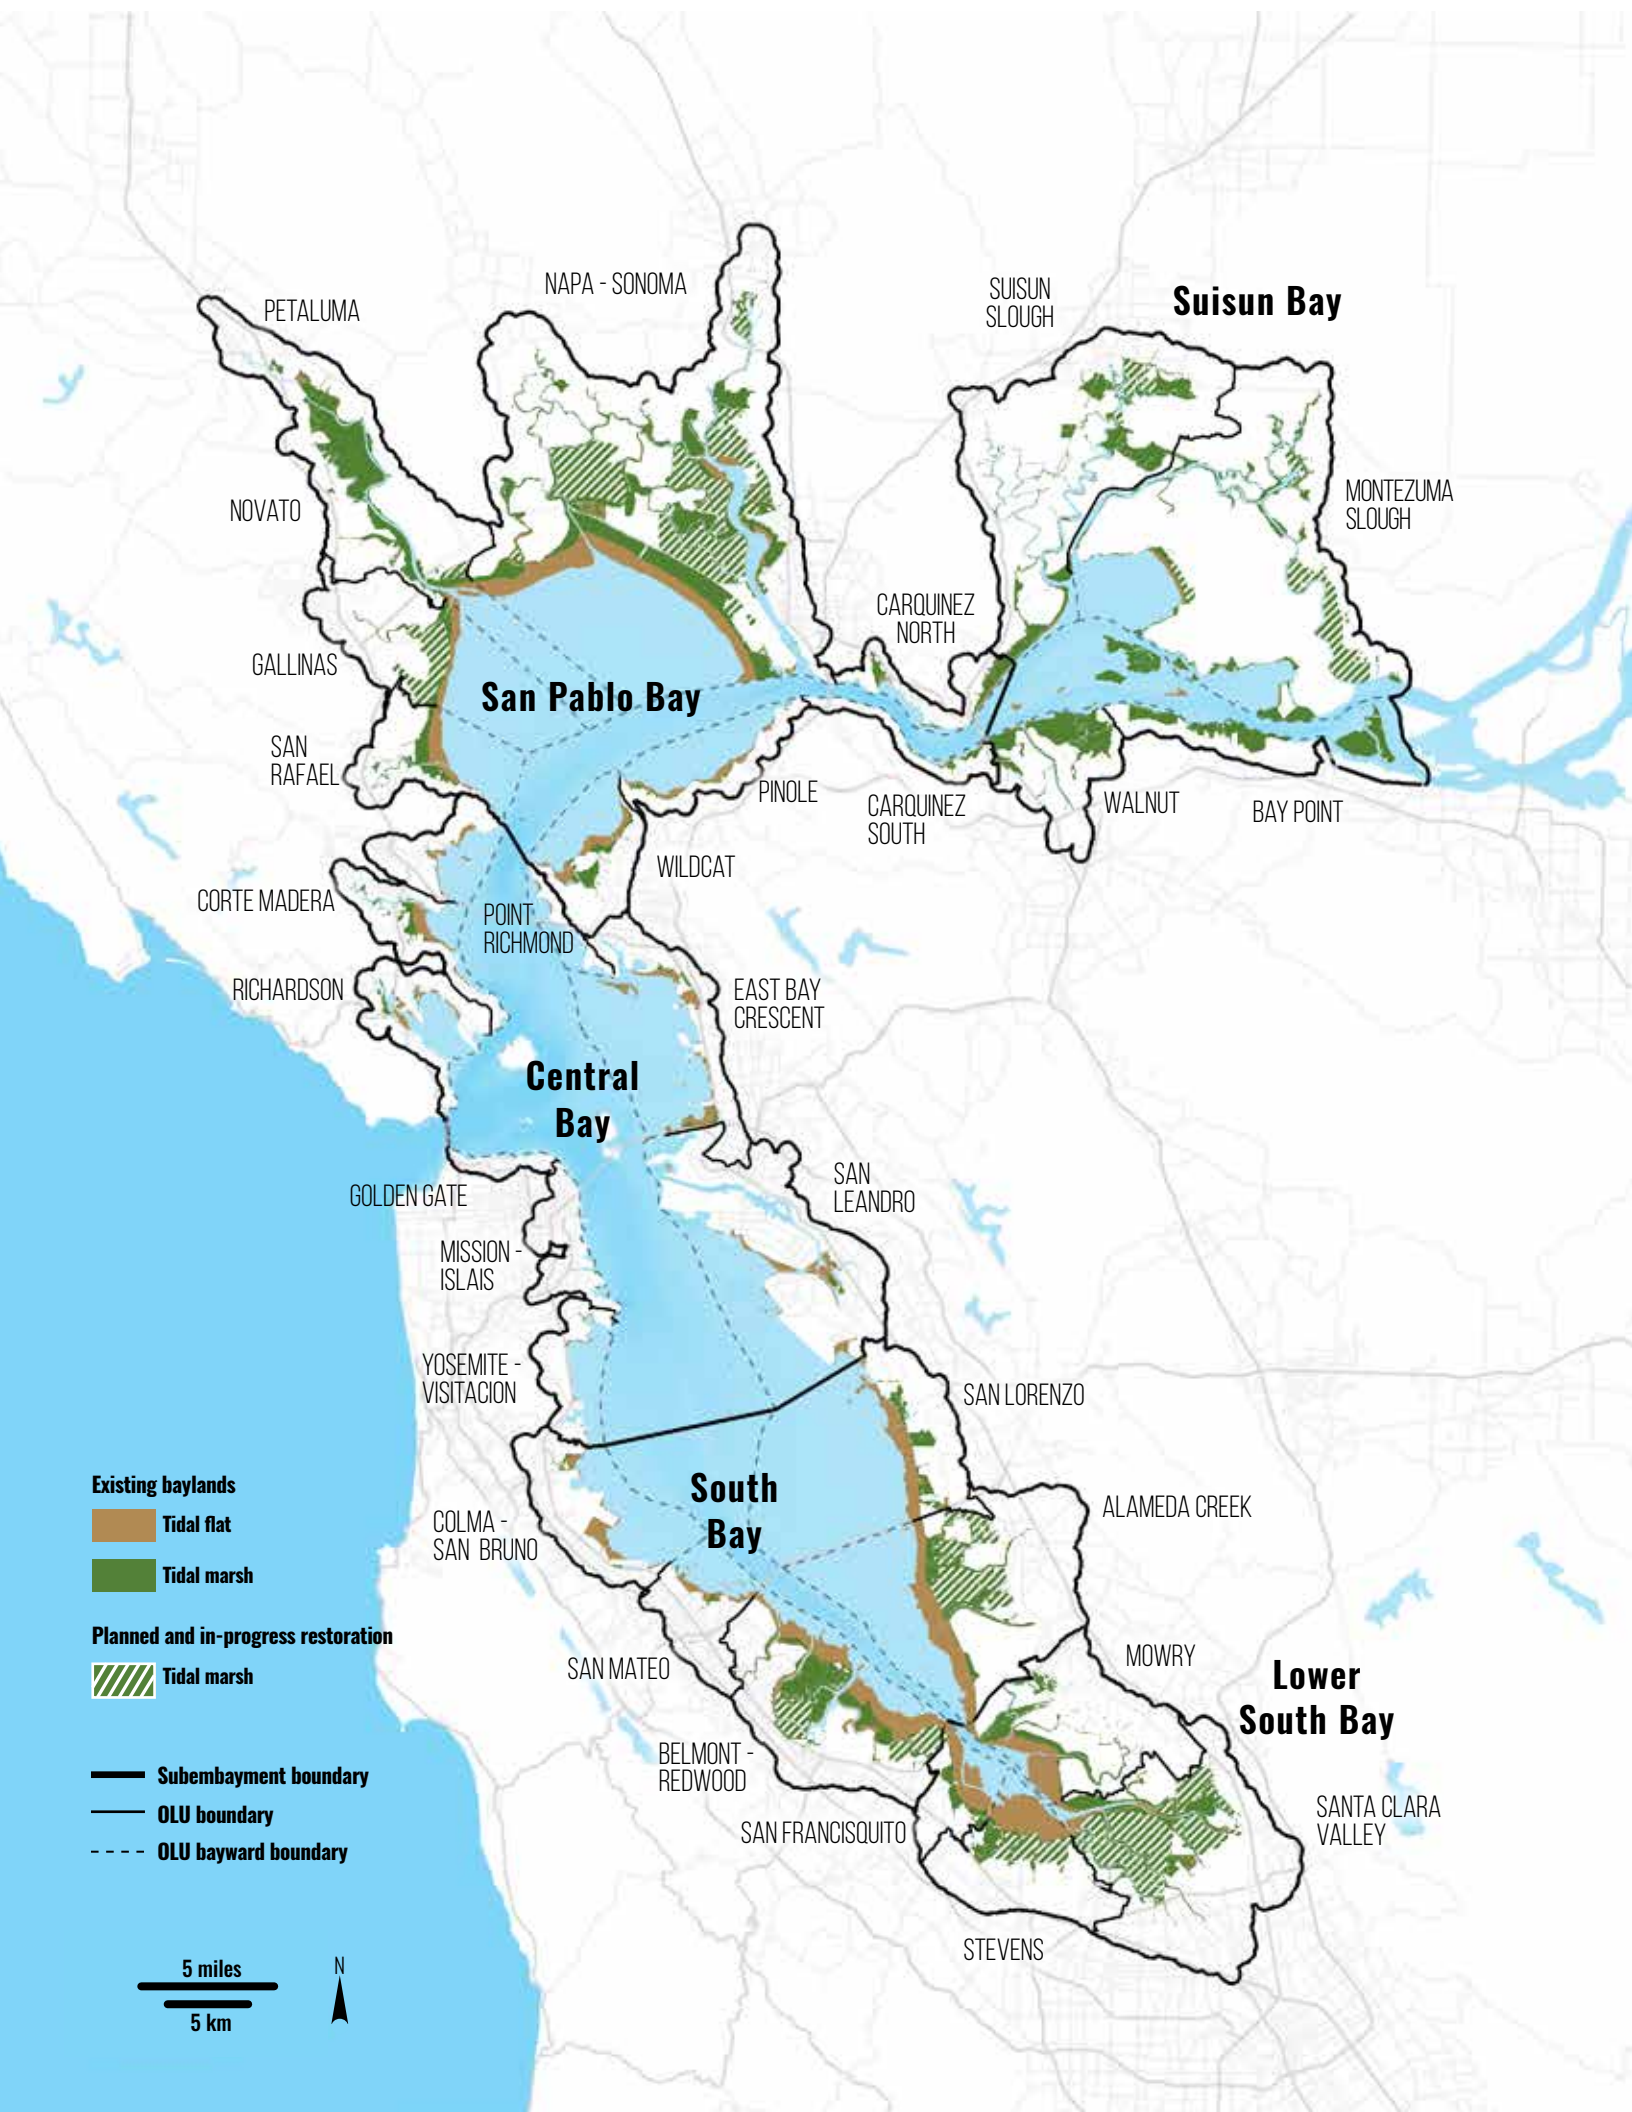 NAPA - SONOMA
SUISUN
SLOUGH
Suisun Bay
PETALUMA
NOVATO
MONTEZUMA
SLOUGH
CARQUINEZ
NORTH
GALLINAS
San Pablo Bay
SAN
RAFAEL
PINOLE
CARQUINEZ
SOUTH
WALNUT
BAY POINT
WILDCAT
CORTE MADERA
POINT
RICHMOND
RICHARDSON
EAST BAY
CRESCENT
Central
Bay
SAN
LEANDRO
GOLDEN GATE
MISSION -
ISLAIS
YOSEMITE -
VISITACION
SAN LORENZO
South
Bay
ALAMEDA CREEK
COLMA -
SAN BRUNO
MOWRY
Lower
South Bay
SAN MATEO
BELMONT -
REDWOOD
SANTA CLARA
VALLEY
SAN FRANCISQUITO
STEVENS
Existing baylands
Tidal flat
Tidal marsh
Planned and in-progress restoration
Tidal marsh
Subembayment boundary
OLU boundary
OLU bayward boundary
5 miles
5 km
N